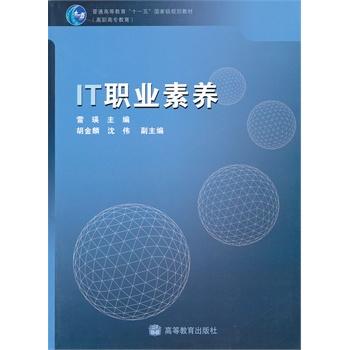 普通高等教育“十一五”国家级规划教材
（高职高专教育）
IT职业素养
雷瑛 主编
胡金麟 沈伟 副主编
高等教育出版社